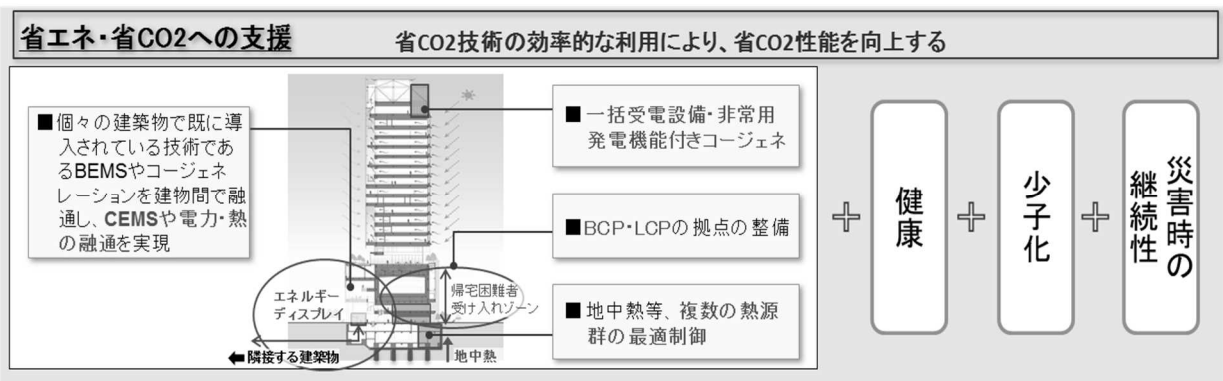 省エネ・省CO2への支援
省CO2技術の効率的な利用により、省CO2性能を向上する
■個々の建築物で既に導
入されている技術であ
るBEMSやコージェネ
レーションを建物間で融
通し、CEMSや電力・熱
の融通を実現
■一括受電設備・非常用
発電機能付きコージェネ
■BCP・LCPの拠点の整備
■地中熱等、複数の熱源
群の最適制御
エネルギー
ディスプレイ
帰宅困難者
受け入れゾーン
⬅隣接する建築物
地中熱
+
健康
+
少子化
+
災害時の
継続性